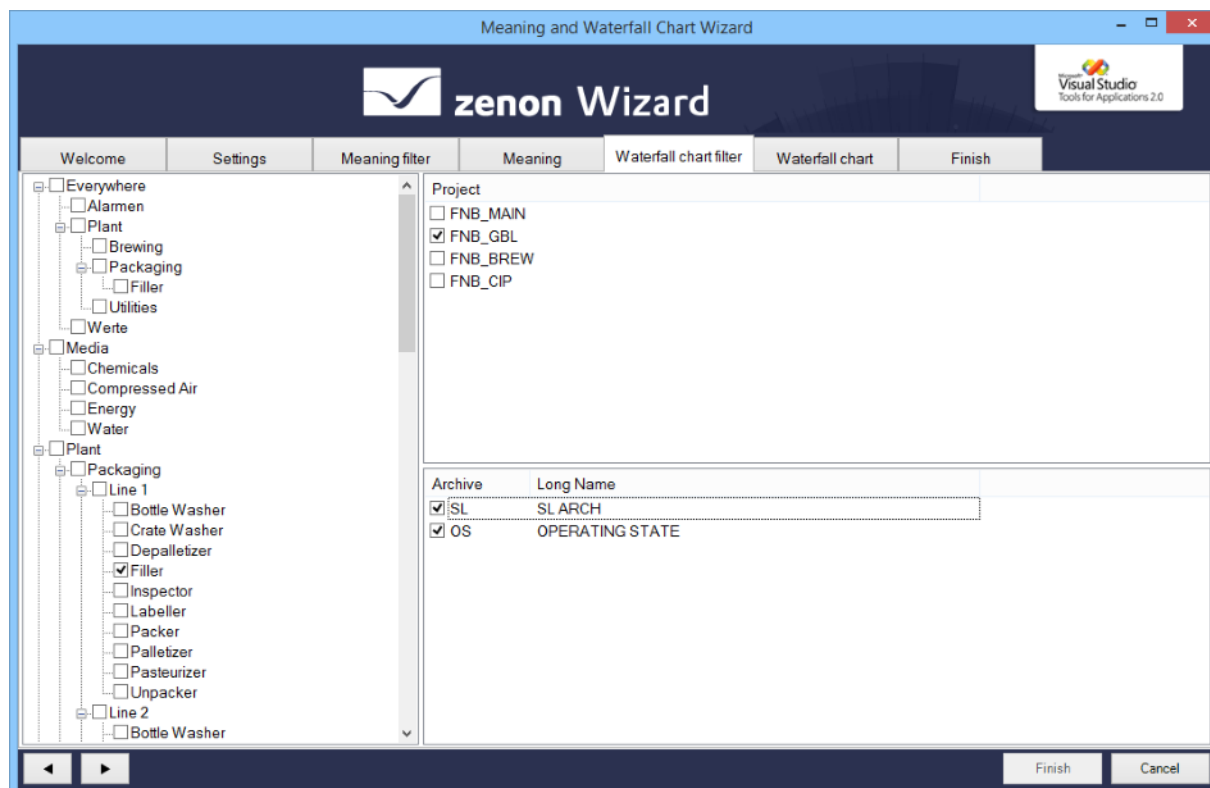 Meaning and Waterfall Chart Wizard
zenon Wizard
Microsoft
Visual Studio
Tools for Applications 2.0
Welcome Settings Meaning filter Meaning Waterfall chart filter Waterfall chart Finish
Everywhere
Alarmen
Plant
Brewing
Packaging
Filler
Utilities
Werte
Media
Chemicals
Compressed Air
Energy
Water
Plant
Packaging
Line 1
Bottle Washer
Crate Washer
Depalletizer
Filler
Inspector
Labeller
Packer
Palletizer
Pasteurizer
Unpacker
Line 2
Bottle Washer
Project
FNB_MAIN
FNB_GBL
FNB_BREW
FNB_CIP
Archive Long Name
SL SL ARCH
OS OPERATING STATE
Finish Cancel